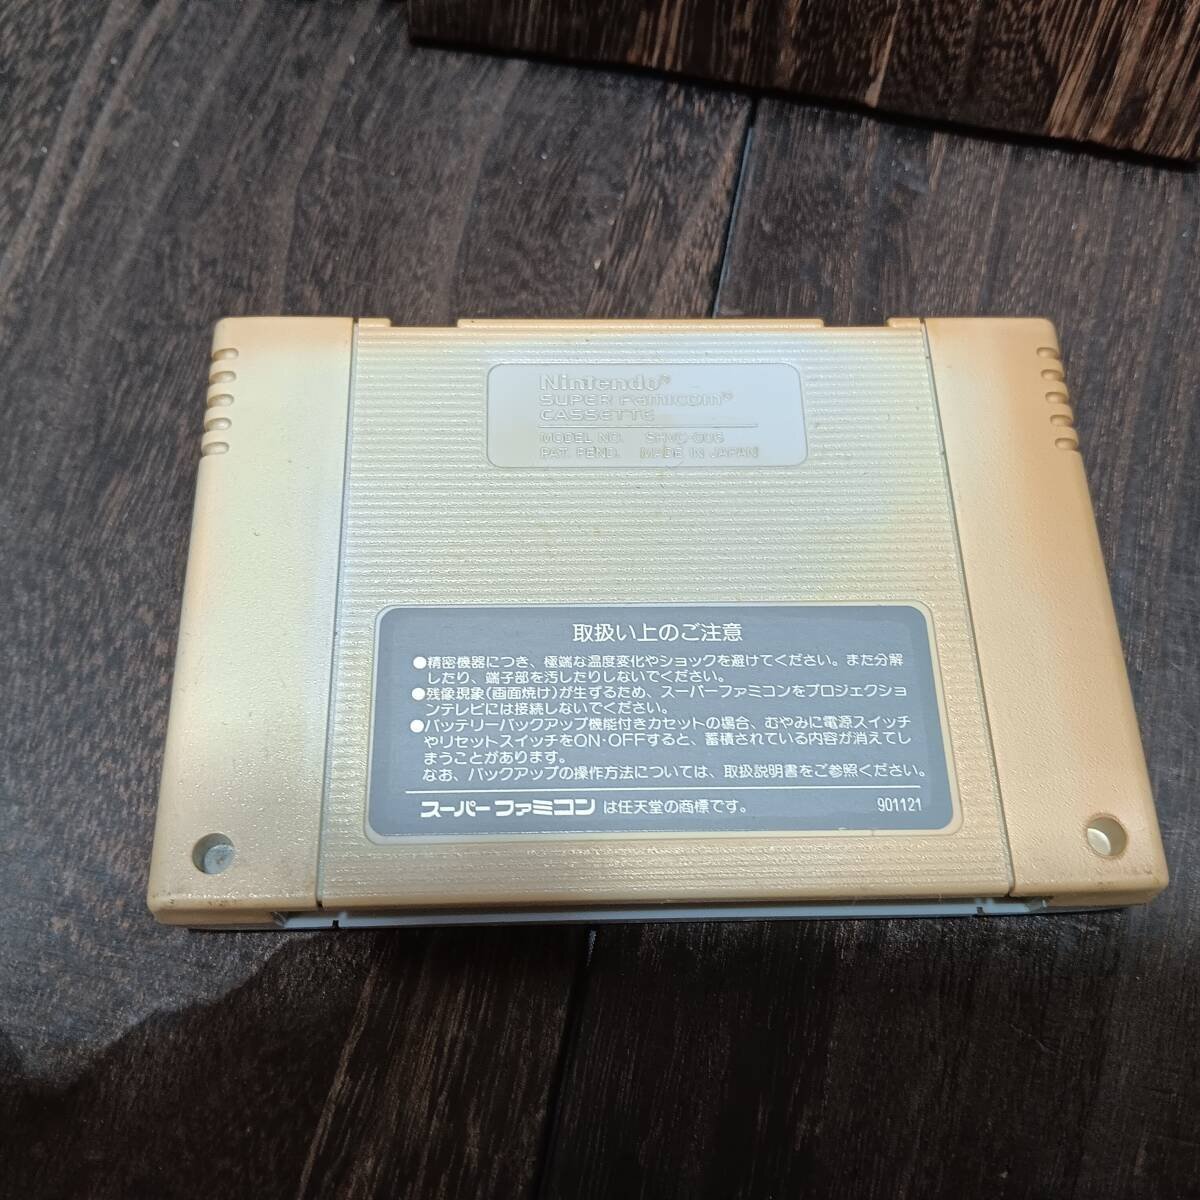 Nintendo™
SUPER FAMICOM™
CASSETTE
MODEL NO. SHVC-006
PAT. PEND. MADE IN JAPAN
取扱い上のご注意
●精密機器につき、極端な温度変化やショックを避けてください。また分解
したり、端子部を汚したりしないでください。
●残像現象(画面焼け)が生ずるため、スーパーファミコンをプロジェクショ
ンテレビには接続しないでください。
●バッテリーバックアップ機能付きカセットの場合、むやみに電源スイッチ
やリセットスイッチをON・OFFすると、蓄積されている内容が消えてし
まうことがあります。
なお、バックアップの操作方法については、取扱説明書をご参照ください。
スーパーファミコン は任天堂の商標です。 901121